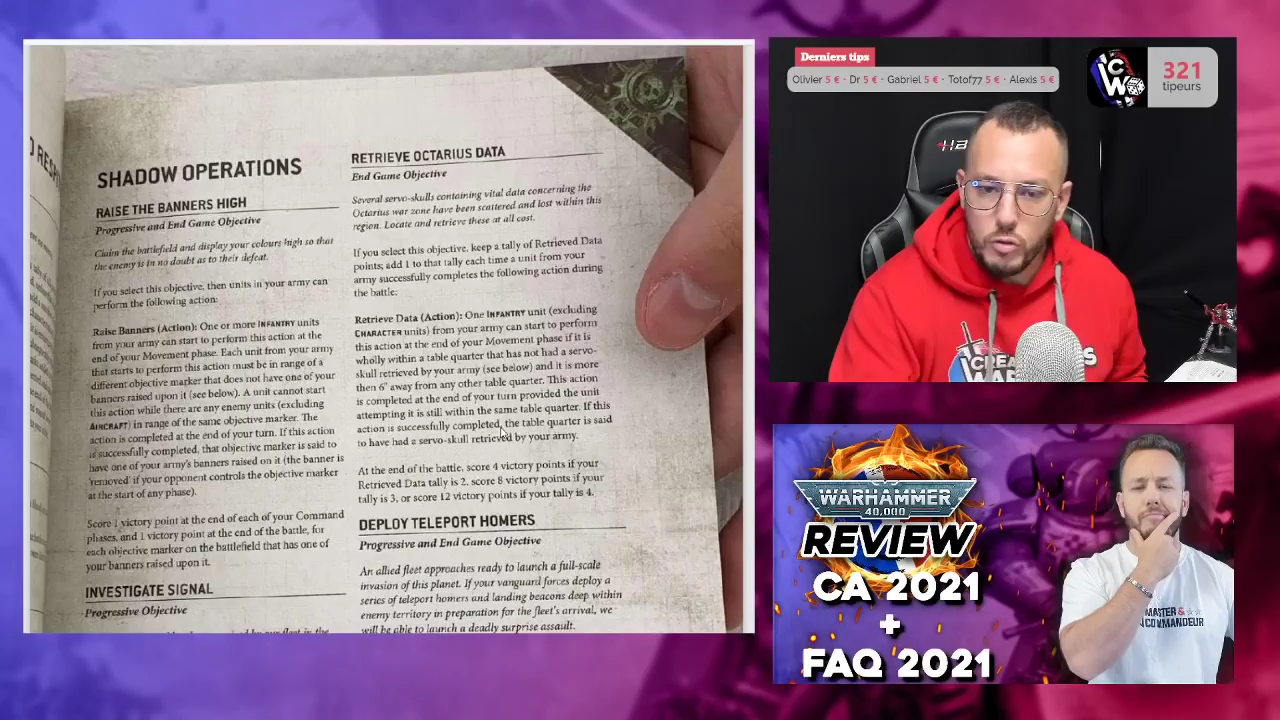 SHADOW OPERATIONS
RAISE THE BANNERS HIGH
Progressive and End Game Objective
Claim the battlefield and display your colours high so that
the enemy is in no doubt as to their defeat.
If you select this objective, then units in your army can
perform the following action:
Raise Banners (Action): One or more INFANTRY units
from your army can start to perform this action at the
end of your Movement phase. Each unit from your army
that starts to perform this action must be in range of a
different objective marker that does not have one of your
banners raised upon it (see below). A unit cannot start
this action while there are any enemy units (excluding
AIRCRAFT) in range of the same objective marker. The
action is completed at the end of your turn. If this action
is successfully completed, that objective marker is said to
have one of your army's banners raised on it (the banner is
'removed' if your opponent controls the objective marker
at the start of any phase).
Score 1 victory point at the end of each of your Command
phases, and 1 victory point at the end of the battle, for
each objective marker on the battlefield that has one of
your banners raised upon it.
INVESTIGATE SIGNAL
Progressive Objective
RETRIEVE OCTARIUS DATA
End Game Objective
Several servo-skulls containing vital data concerning the
Octarius war zone have been scattered and lost within this
region. Locate and retrieve these at all cost.
If you select this objective, keep a tally of Retrieved Data
points; add 1 to that tally each time a unit from your
army successfully completes the following action during
the battle:
Retrieve Data (Action): One INFANTRY unit (excluding
CHARACTER units) from your army can start to perform
this action at the end of your Movement phase if it is
wholly within a table quarter that has not had a servo-
skull retrieved by your army (see below) and it is more
then 6" away from any other table quarter. This action
is completed at the end of your turn provided the unit
attempting it is still within the same table quarter. If this
action is successfully completed, the table quarter is said
to have had a servo-skull retrieved by your army.
At the end of the battle, score 4 victory points if your
Retrieved Data tally is 2, score 8 victory points if your
tally is 3, or score 12 victory points if your tally is 4.
DEPLOY TELEPORT HOMERS
Progressive and End Game Objective
An allied fleet approaches ready to launch a full-scale
invasion of this planet. If your vanguard forces deploy a
series of teleport homers and landing beacons deep within
enemy territory in preparation for the fleet's arrival, we
will be able to launch a deadly surprise assault.
Derniers tips
Olivier 5 € · Dr 5 € · Gabriel 5 € · Totof77 5 € · Alexis 5 €
CW
321
tipeurs
WARHAMMER
40,000
REVIEW
CA 2021
+
FAQ 2021
MASTER &
COMMANDEUR